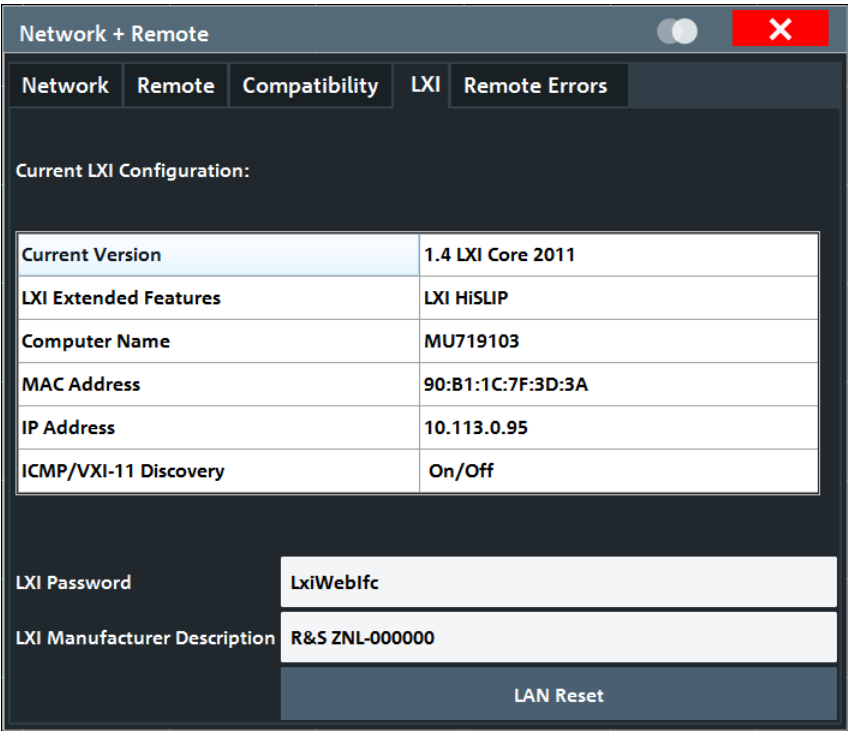 Network + Remote
Network Remote Compatibility LXI Remote Errors
Current LXI Configuration:
Current Version 1.4 LXI Core 2011
LXI Extended Features LXI HiSLIP
Computer Name MU719103
MAC Address 90:B1:1C:7F:3D:3A
IP Address 10.113.0.95
ICMP/VXI-11 Discovery On/Off
LXI Password LxiWebIfc
LXI Manufacturer Description R&S ZNL-000000
LAN Reset